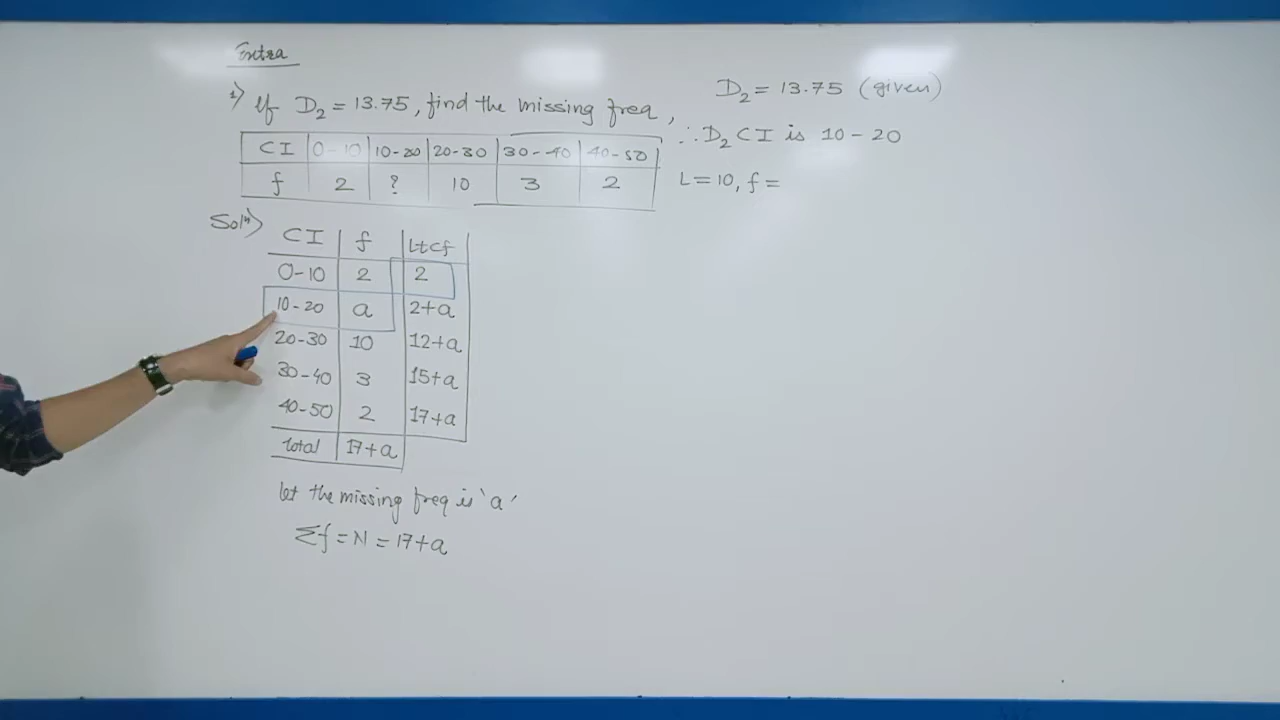 Extra
1) If D₂ = 13.75, find the missing freq,
CI 0-10 10-20 20-30 30-40 40-50
f 2 ? 10 3 2
Solⁿ)
CI f LtCf
0-10 2 2
10-20 a 2+a
20-30 10 12+a
30-40 3 15+a
40-50 2 17+a
total 17+a
let the missing freq is 'a'
Σf = N = 17+a
D₂ = 13.75 (given)
∴ D₂ CI is 10-20
L = 10, f =